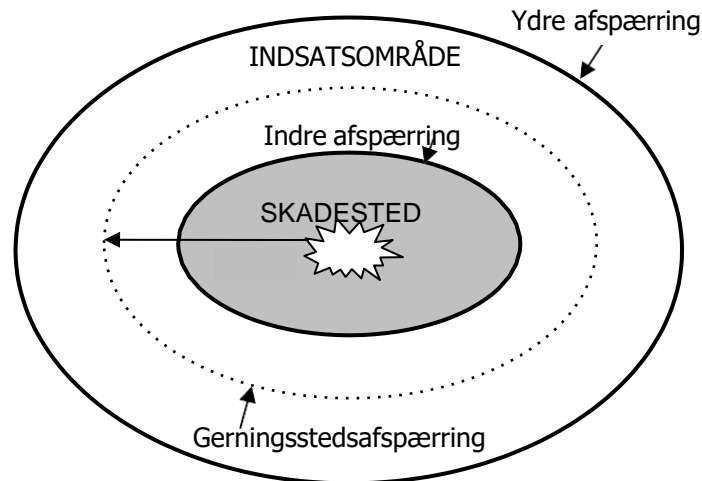 Ydre afspærring
INDSATSOMRÅDE
Indre afspærring
SKADESTED
Gerningsstedsafspærring